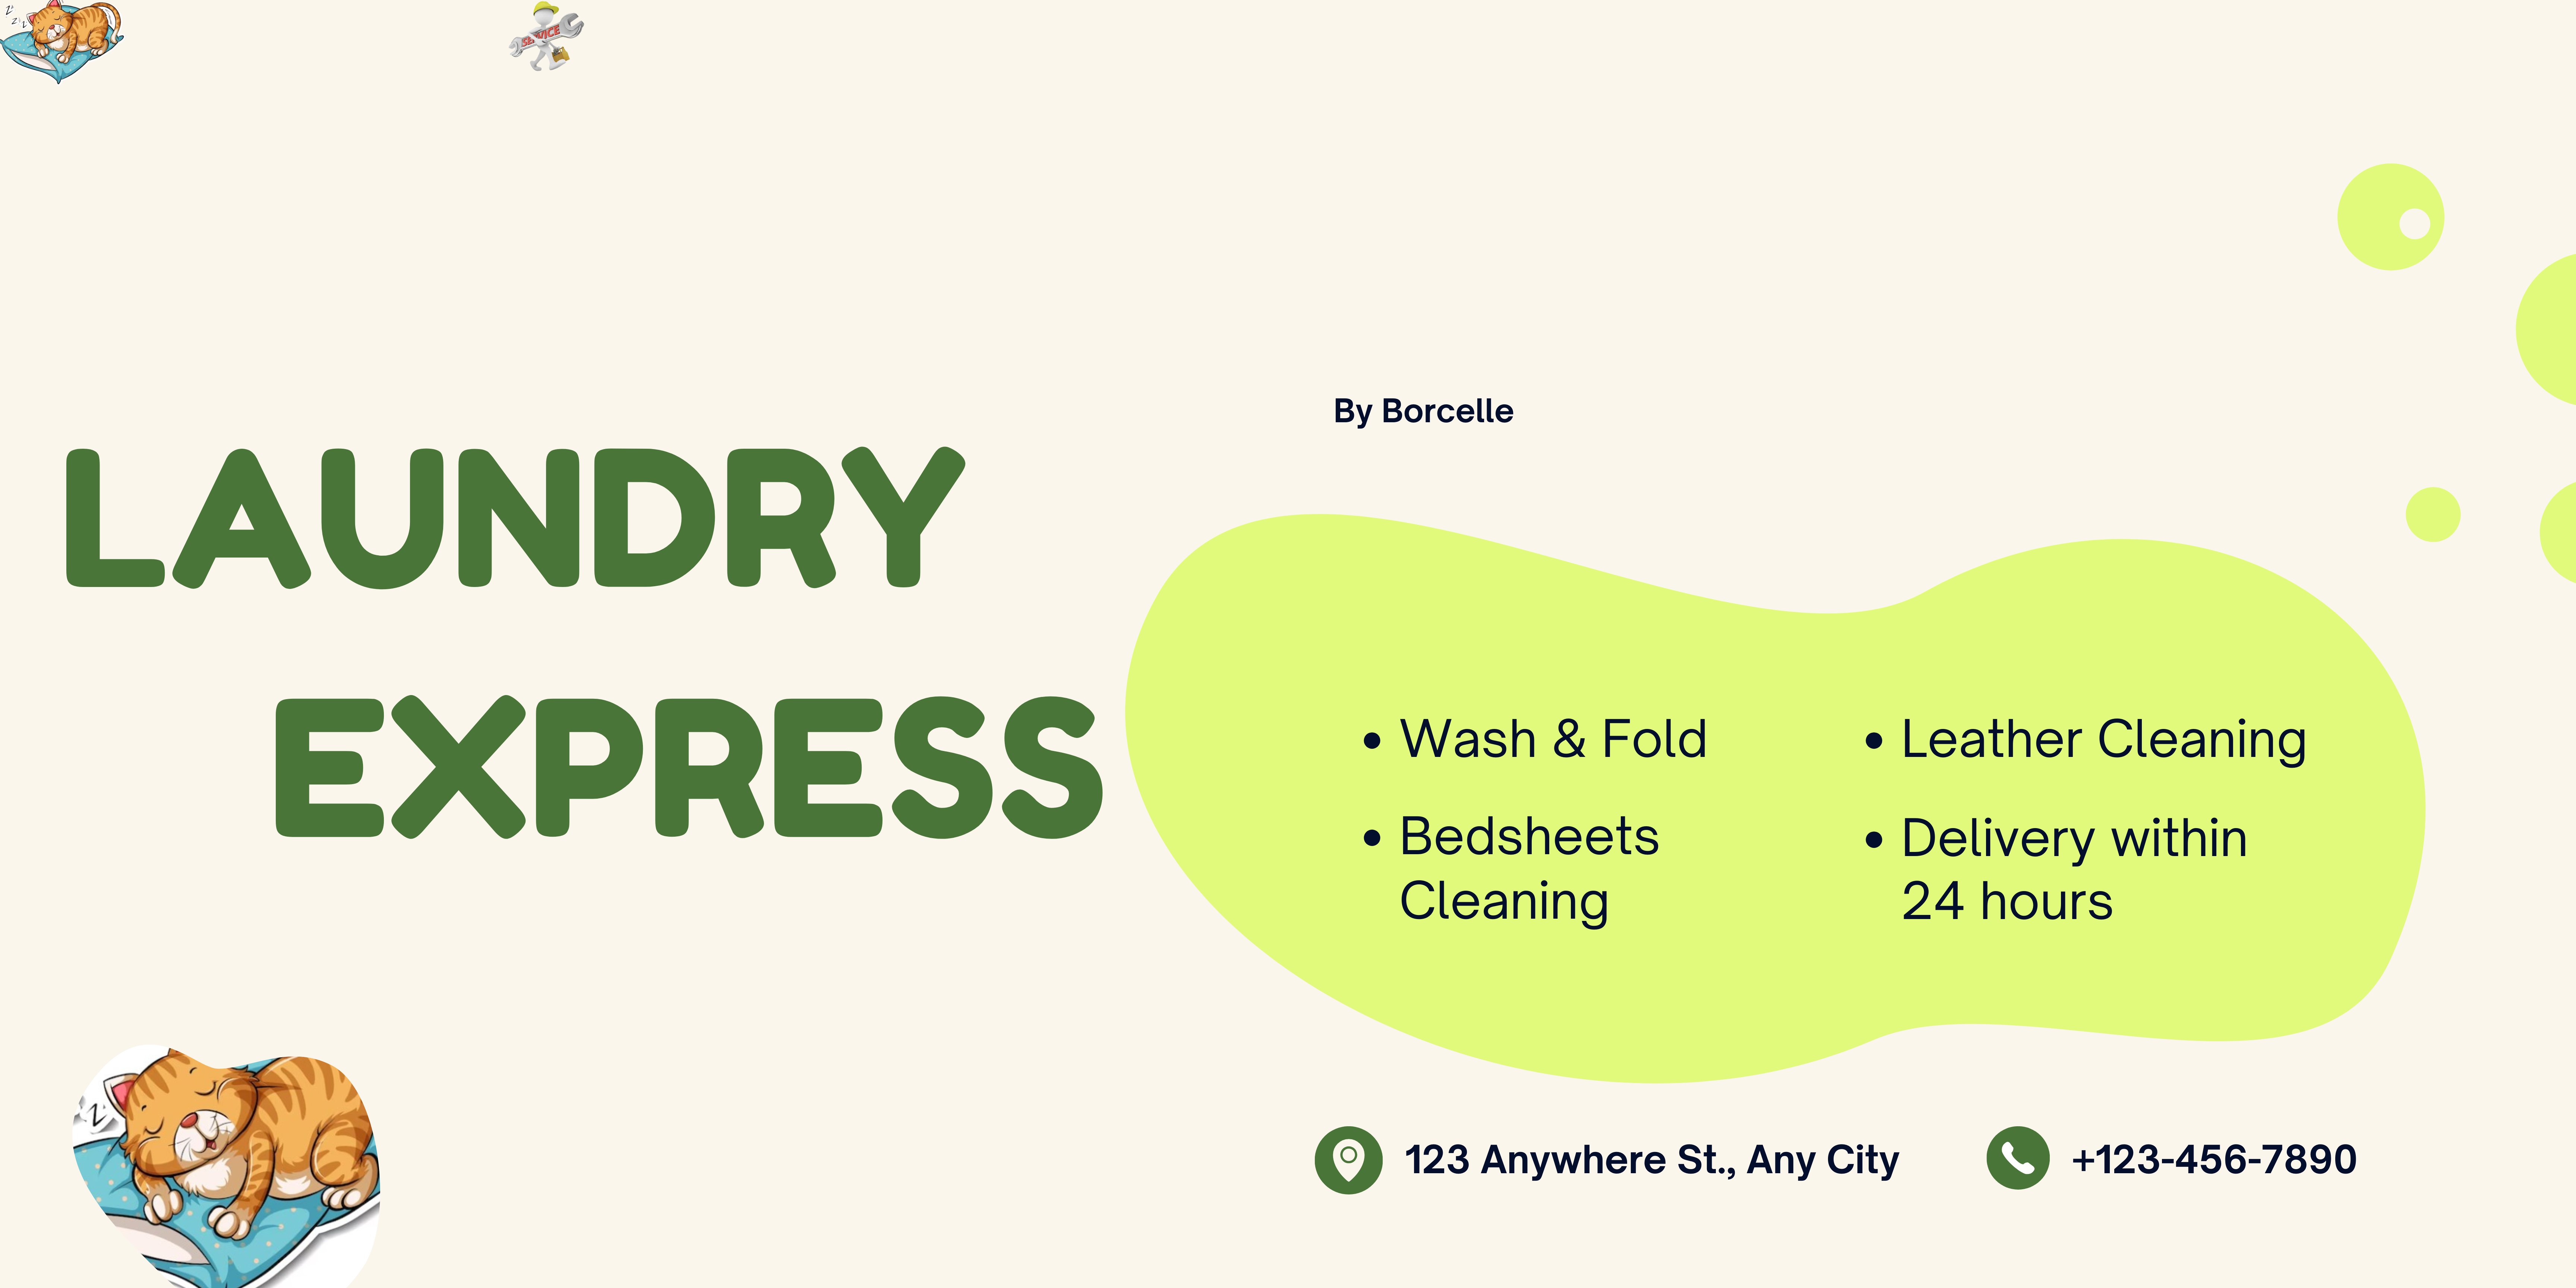 z z z
SERVICE
By Borcelle
LAUNDRY
EXPRESS
• Wash & Fold
• Bedsheets
Cleaning
• Leather Cleaning
• Delivery within
24 hours
z
123 Anywhere St., Any City
+123-456-7890